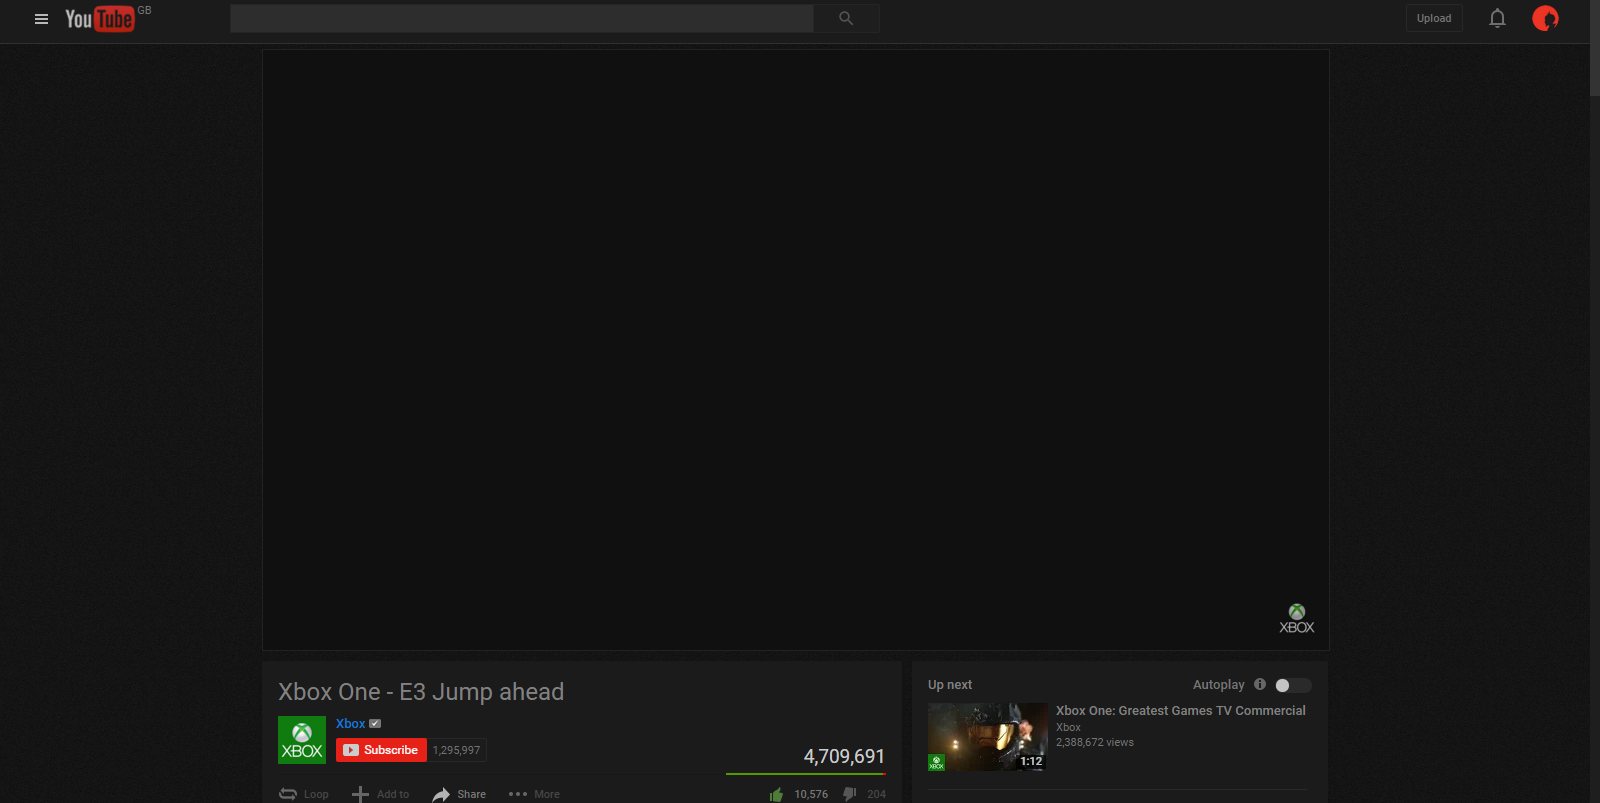 YouTube GB
Upload
XBOX
Xbox One - E3 Jump ahead
XBOX
Xbox
Subscribe 1,295,997
4,709,691
Loop Add to Share More
10,576 204
Up next Autoplay
Xbox One: Greatest Games TV Commercial
Xbox
2,388,672 views
XBOX
1:12